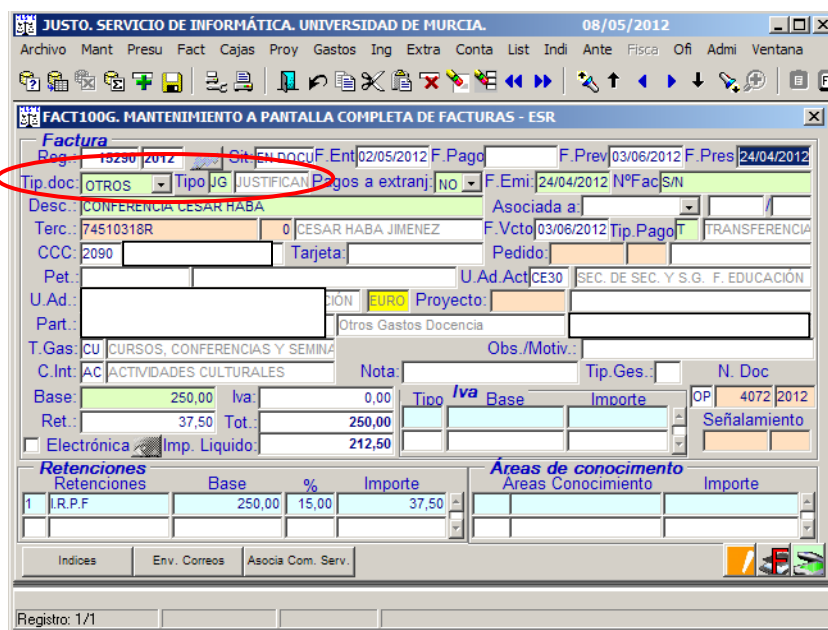 JUSTO. SERVICIO DE INFORMÁTICA. UNIVERSIDAD DE MURCIA. 08/05/2012
Archivo Mant Presu Fact Cajas Proy Gastos Ing Extra Conta List Indi Ante Fisca Ofi Admi Ventana
FACT100G. MANTENIMIENTO A PANTALLA COMPLETA DE FACTURAS - ESR
Factura
Reg.: 15290 2012 Sit: EN DOCU F.Ent 02/05/2012 F.Pago F.Prev 03/06/2012 F.Pres 24/04/2012
Tip.doc: OTROS Tipo JG JUSTIFICAN Pagos a extranj: NO F.Emi: 24/04/2012 NºFac S/N
Desc.: CONFERENCIA CESAR HABA Asociada a: /
Terc.: 74510318R 0 CESAR HABA JIMENEZ F.Vcto 03/06/2012 Tip.Pago T TRANSFERENCIA
CCC: 2090 Tarjeta: Pedido:
Pet.: U.Ad.Act CE30 SEC. DE SEC. Y S.G. F. EDUCACIÓN
U.Ad.: CIÓN EURO Proyecto:
Part.: Otros Gastos Docencia
T.Gas: CU CURSOS, CONFERENCIAS Y SEMINA Obs./Motiv.:
C.Int: AC ACTIVIDADES CULTURALES Nota: Tip.Ges.: N. Doc
Base: 250,00 Iva: 0,00 Tipo Iva Base Importe OP 4072 2012
Ret.: 37,50 Tot.: 250,00 Señalamiento
Electrónica Imp. Liquido: 212,50
Retenciones Áreas de conocimento
Retenciones Base % Importe Areas Conocimiento Importe
1 I.R.P.F 250,00 15,00 37,50
Indices Env. Correos Asocia Com. Serv.
Registro: 1/1